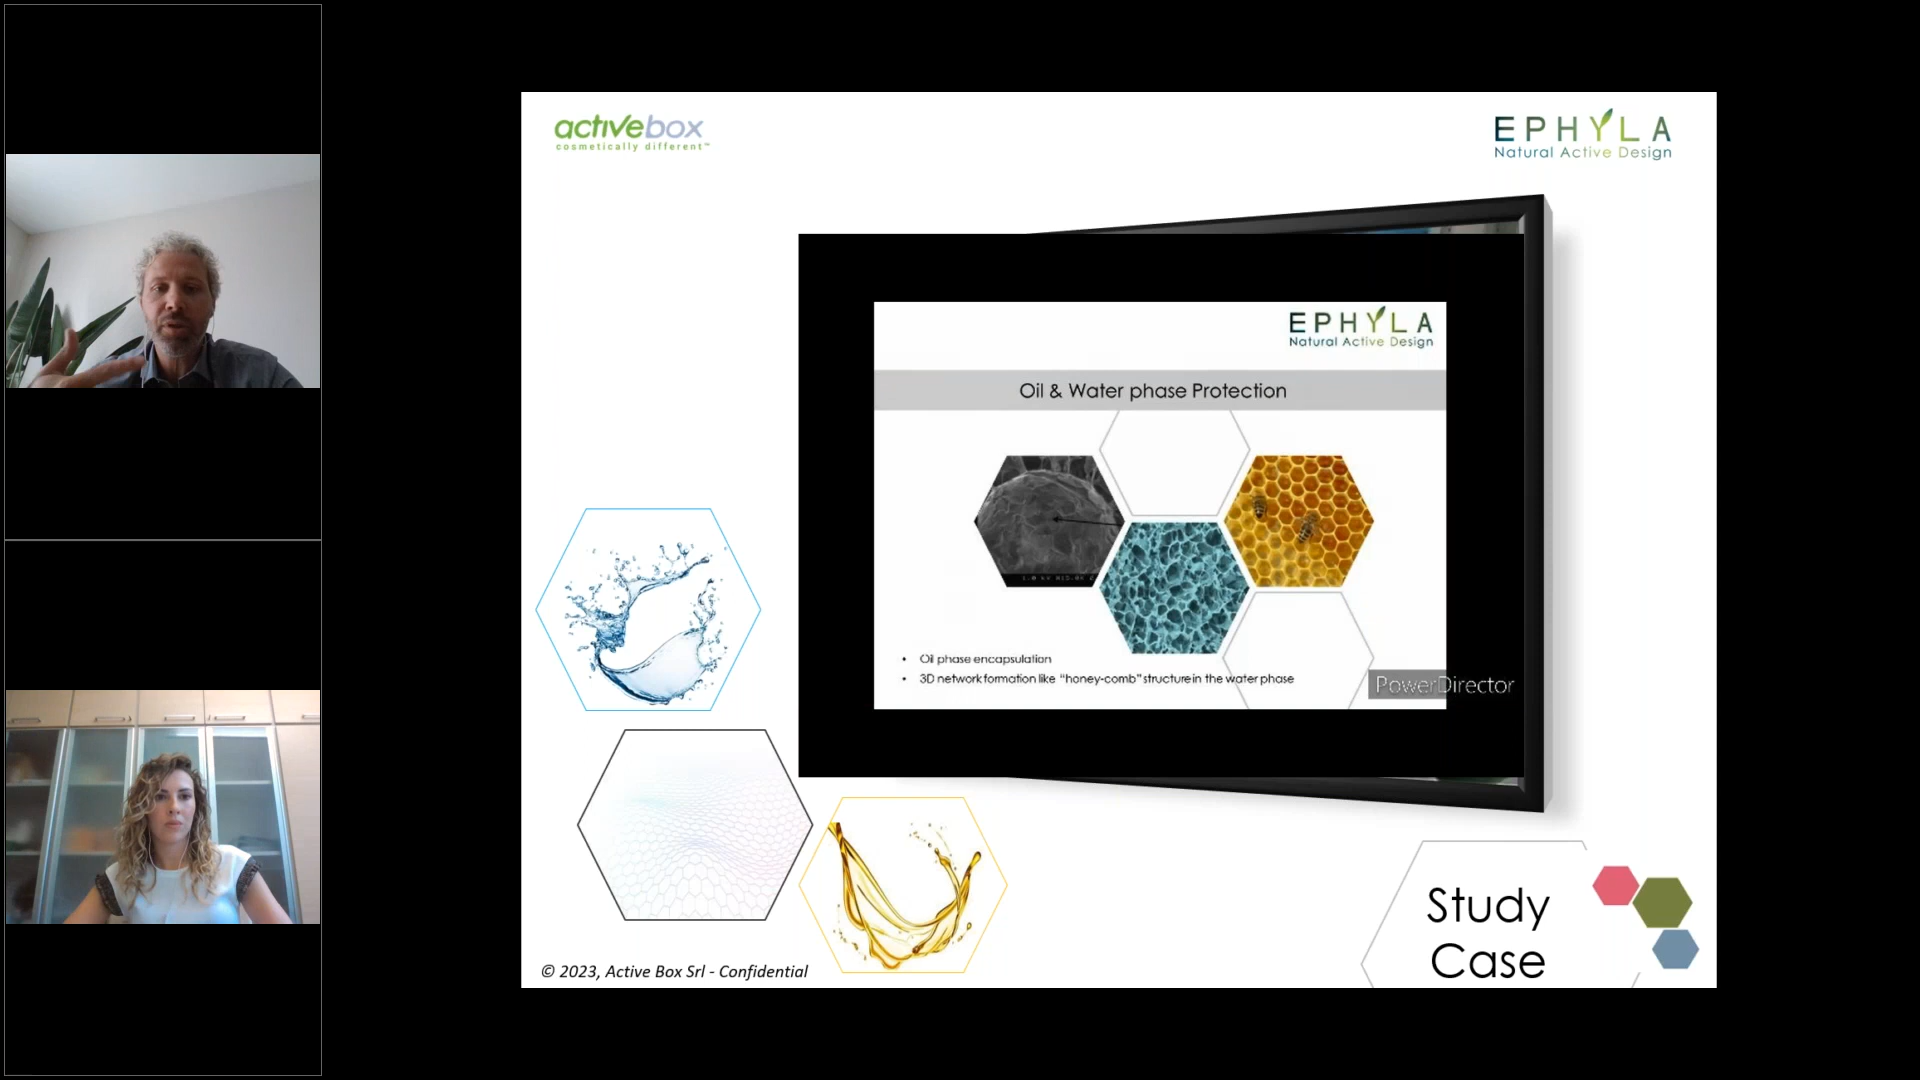 activebox
cosmetically different™
EPHYLA
Natural Active Design
EPHYLA
Natural Active Design
Oil & Water phase Protection
• Oil phase encapsulation
• 3D network formation like “honey-comb” structure in the water phase
PowerDirector
Study
Case
© 2023, Active Box Srl - Confidential